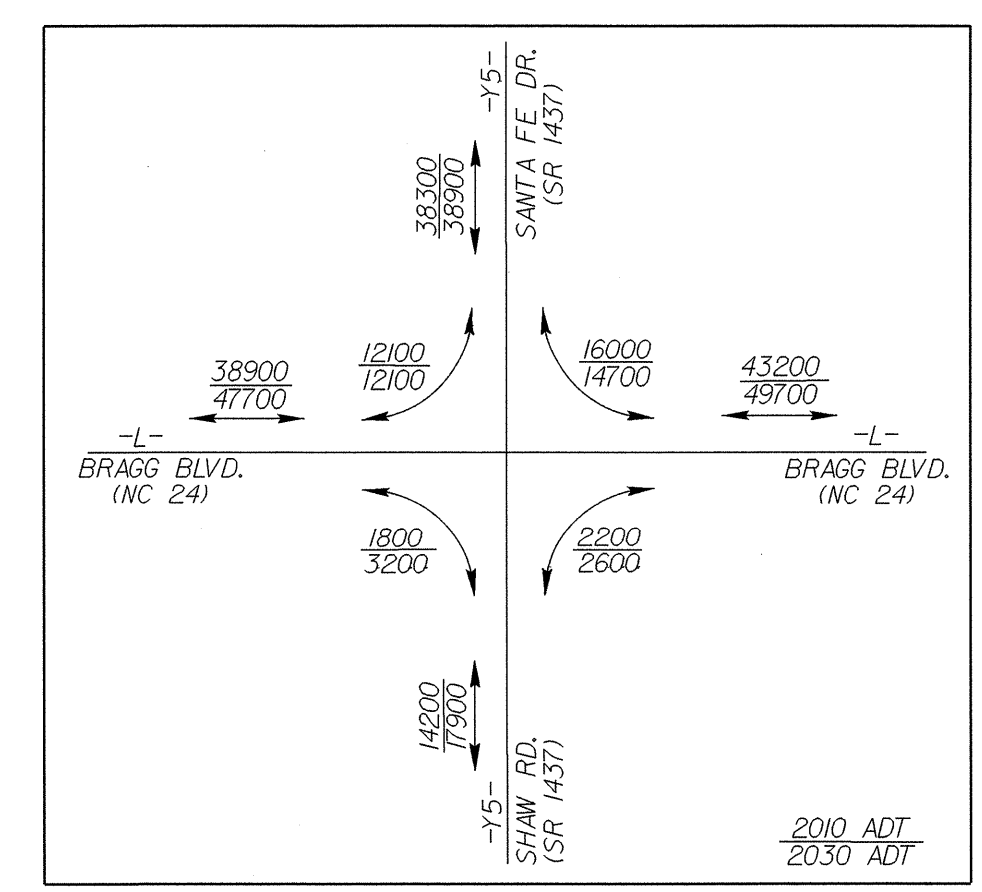 -Y5-
SANTA FE DR.
(SR 1437)
38300
38900
12100
12100
16000
14700
38900
47700
43200
49700
-L-
BRAGG BLVD.
(NC 24)
-L-
BRAGG BLVD.
(NC 24)
1800
3200
2200
2600
14200
17900
-Y5-
SHAW RD.
(SR 1437)
2010 ADT
2030 ADT